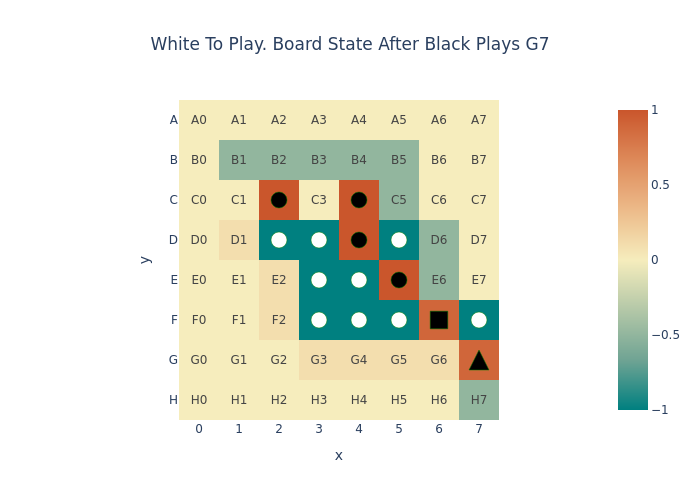 White To Play. Board State After Black Plays G7
A A0 A1 A2 A3 A4 A5 A6 A7
B B0 B1 B2 B3 B4 B5 B6 B7
C C0 C1 C3 C5 C6 C7
D D0 D1 D6 D7
E E0 E1 E2 E6 E7
F F0 F1 F2
G G0 G1 G2 G3 G4 G5 G6
H H0 H1 H2 H3 H4 H5 H6 H7
0 1 2 3 4 5 6 7
x
y
1
0.5
0
−0.5
−1